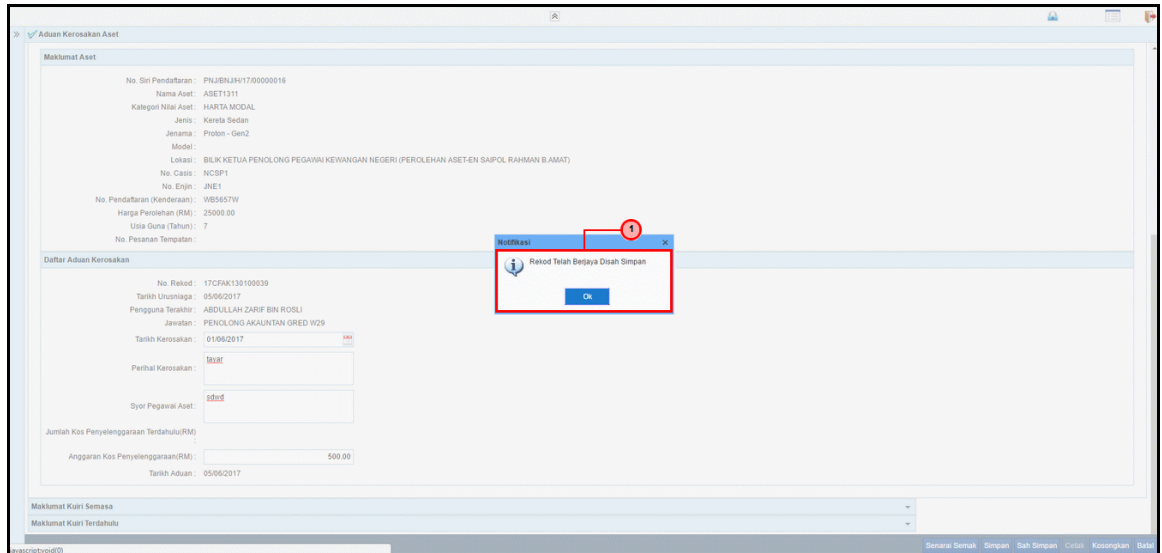 Aduan Kerosakan Aset
Maklumat Aset
No. Siri Pendaftaran : PNJ/BNJ/H/17/00000016
Nama Aset : ASET1311
Kategori Nilai Aset : HARTA MODAL
Jenis : Kereta Sedan
Jenama : Proton - Gen2
Model :
Lokasi : BILIK KETUA PENOLONG PEGAWAI KEWANGAN NEGERI (PEROLEHAN ASET-EN SAIPOL RAHMAN B.AMAT)
No. Casis : NCSP1
No. Enjin : JNE1
No. Pendaftaran (Kenderaan) : WB5657W
Harga Perolehan (RM) : 25000.00
Usia Guna (Tahun) : 7
No. Pesanan Tempatan :
1
Notifikasi x
Rekod Telah Berjaya Disah Simpan
Ok
Daftar Aduan Kerosakan
No. Rekod : 17CFAK130100039
Tarikh Urusniaga : 05/06/2017
Pengguna Terakhir : ABDULLAH ZARIF BIN ROSLI
Jawatan : PENOLONG AKAUNTAN GRED W29
Tarikh Kerosakan : 01/06/2017
Perihal Kerosakan : tayar
Syor Pegawai Aset : sdwd
Jumlah Kos Penyelenggaraan Terdahulu(RM)
:
Anggaran Kos Penyelenggaraan(RM) : 500.00
Tarikh Aduan : 05/06/2017
Maklumat Kuiri Semasa
Maklumat Kuiri Terdahulu
Senarai Semak Simpan Sah Simpan Cetak Kosongkan Batal
avascript:void(0)